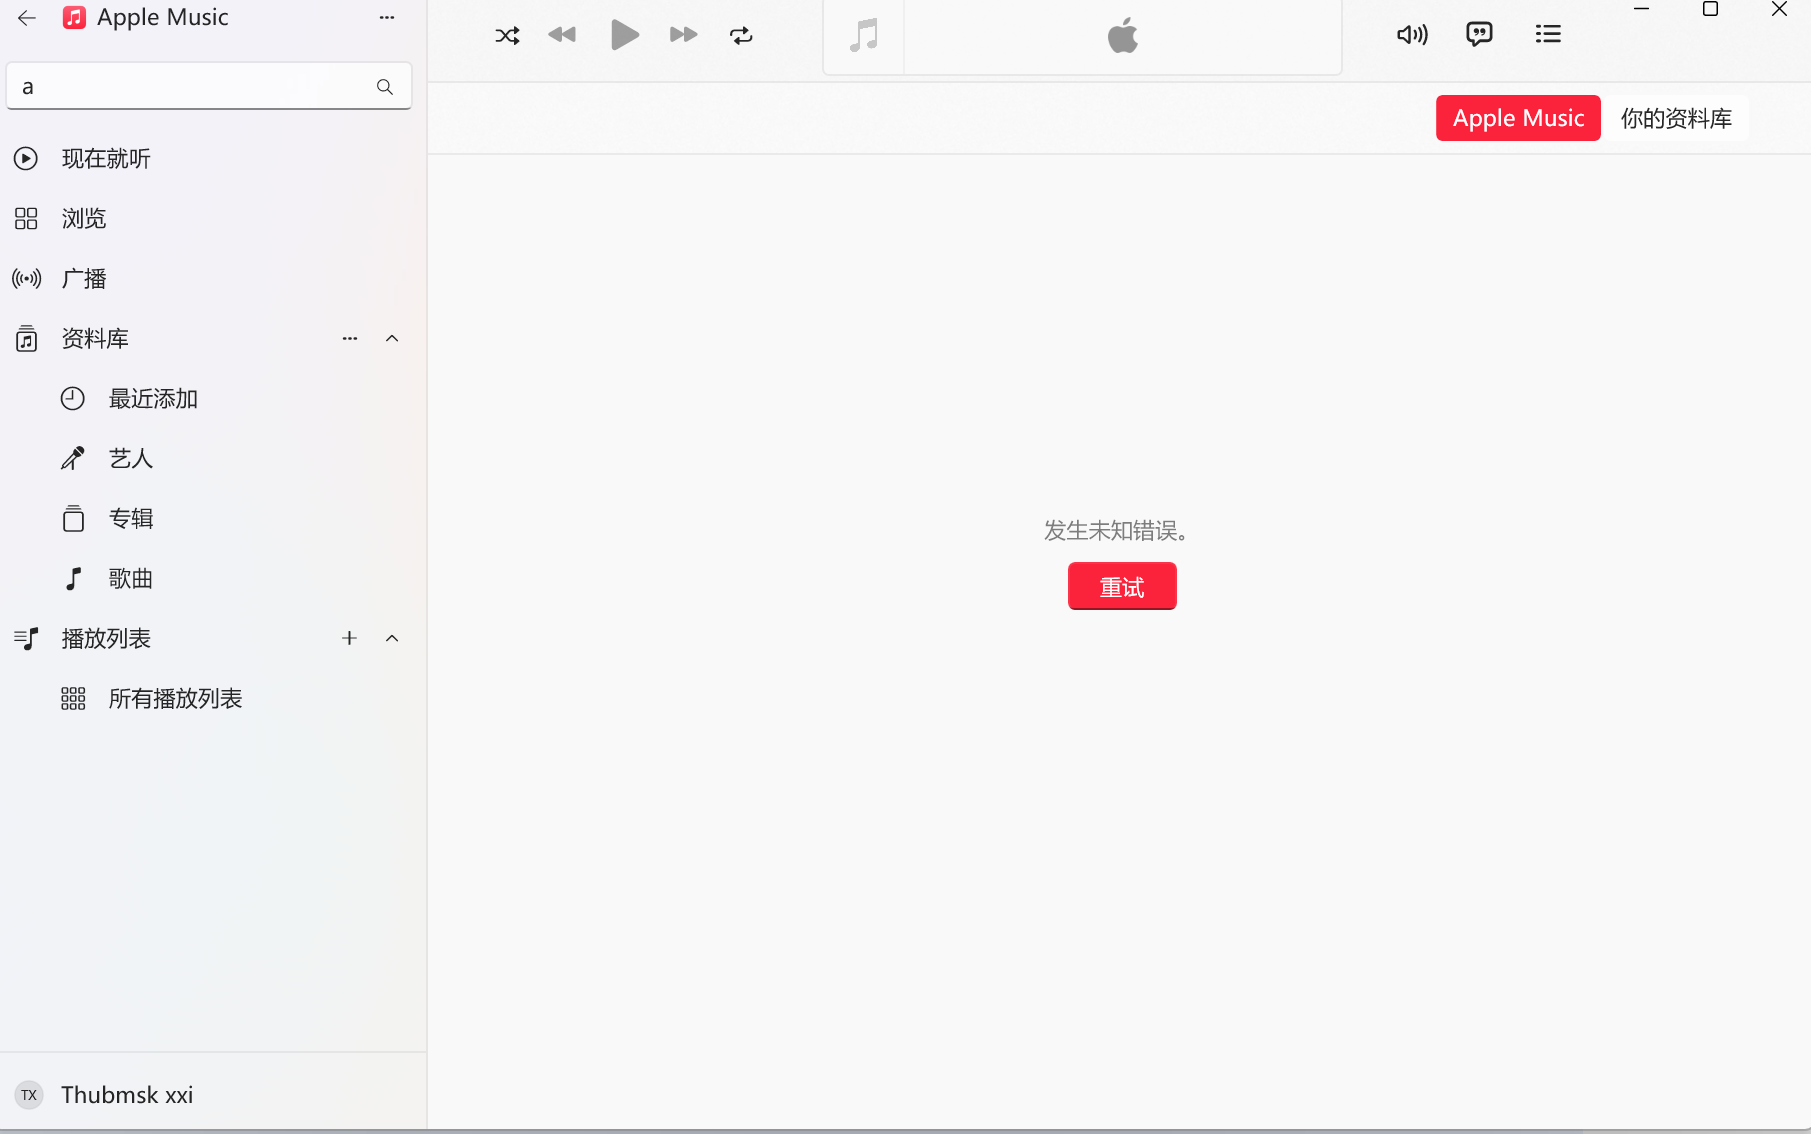 Apple Music
a
现在就听
浏览
广播
资料库
最近添加
艺人
专辑
歌曲
播放列表
所有播放列表
TX Thubmsk xxi
Apple Music 你的资料库
发生未知错误。
重试